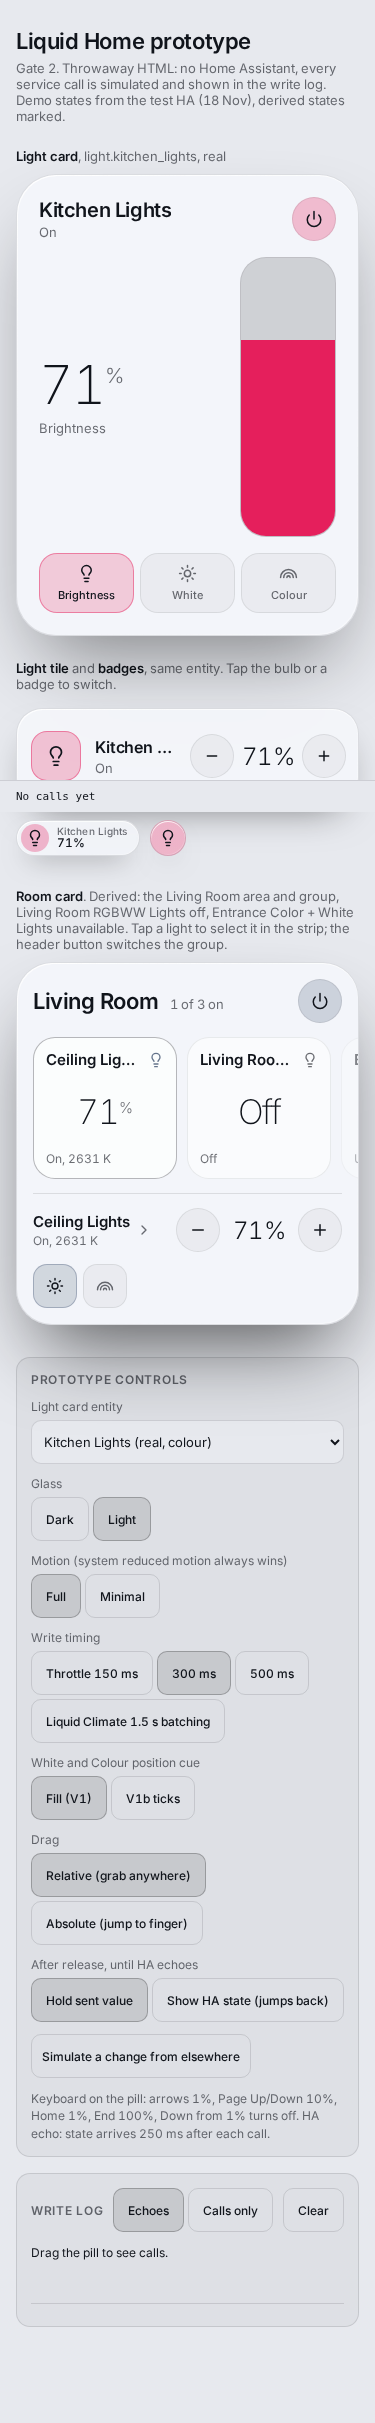 Liquid Home prototype
Gate 2. Throwaway HTML: no Home Assistant, every
service call is simulated and shown in the write log.
Demo states from the test HA (18 Nov), derived states
marked.
Light card, light.kitchen_lights, real
Kitchen Lights
On
71%
Brightness
Brightness
White
Colour
Light tile and badges, same entity. Tap the bulb or a
badge to switch.
Kitchen ...
On
71%
No calls yet
Kitchen Lights
71%
Room card. Derived: the Living Room area and group,
Living Room RGBWW Lights off, Entrance Color + White
Lights unavailable. Tap a light to select it in the strip; the
header button switches the group.
Living Room 1 of 3 on
Ceiling Lig...
71%
On, 2631 K
Living Roo...
Off
Off
Ceiling Lights
On, 2631 K
71%
PROTOTYPE CONTROLS
Light card entity
Kitchen Lights (real, colour)
Glass
Dark
Light
Motion (system reduced motion always wins)
Full
Minimal
Write timing
Throttle 150 ms
300 ms
500 ms
Liquid Climate 1.5 s batching
White and Colour position cue
Fill (V1)
V1b ticks
Drag
Relative (grab anywhere)
Absolute (jump to finger)
After release, until HA echoes
Hold sent value
Show HA state (jumps back)
Simulate a change from elsewhere
Keyboard on the pill: arrows 1%, Page Up/Down 10%,
Home 1%, End 100%, Down from 1% turns off. HA
echo: state arrives 250 ms after each call.
WRITE LOG
Echoes
Calls only
Clear
Drag the pill to see calls.